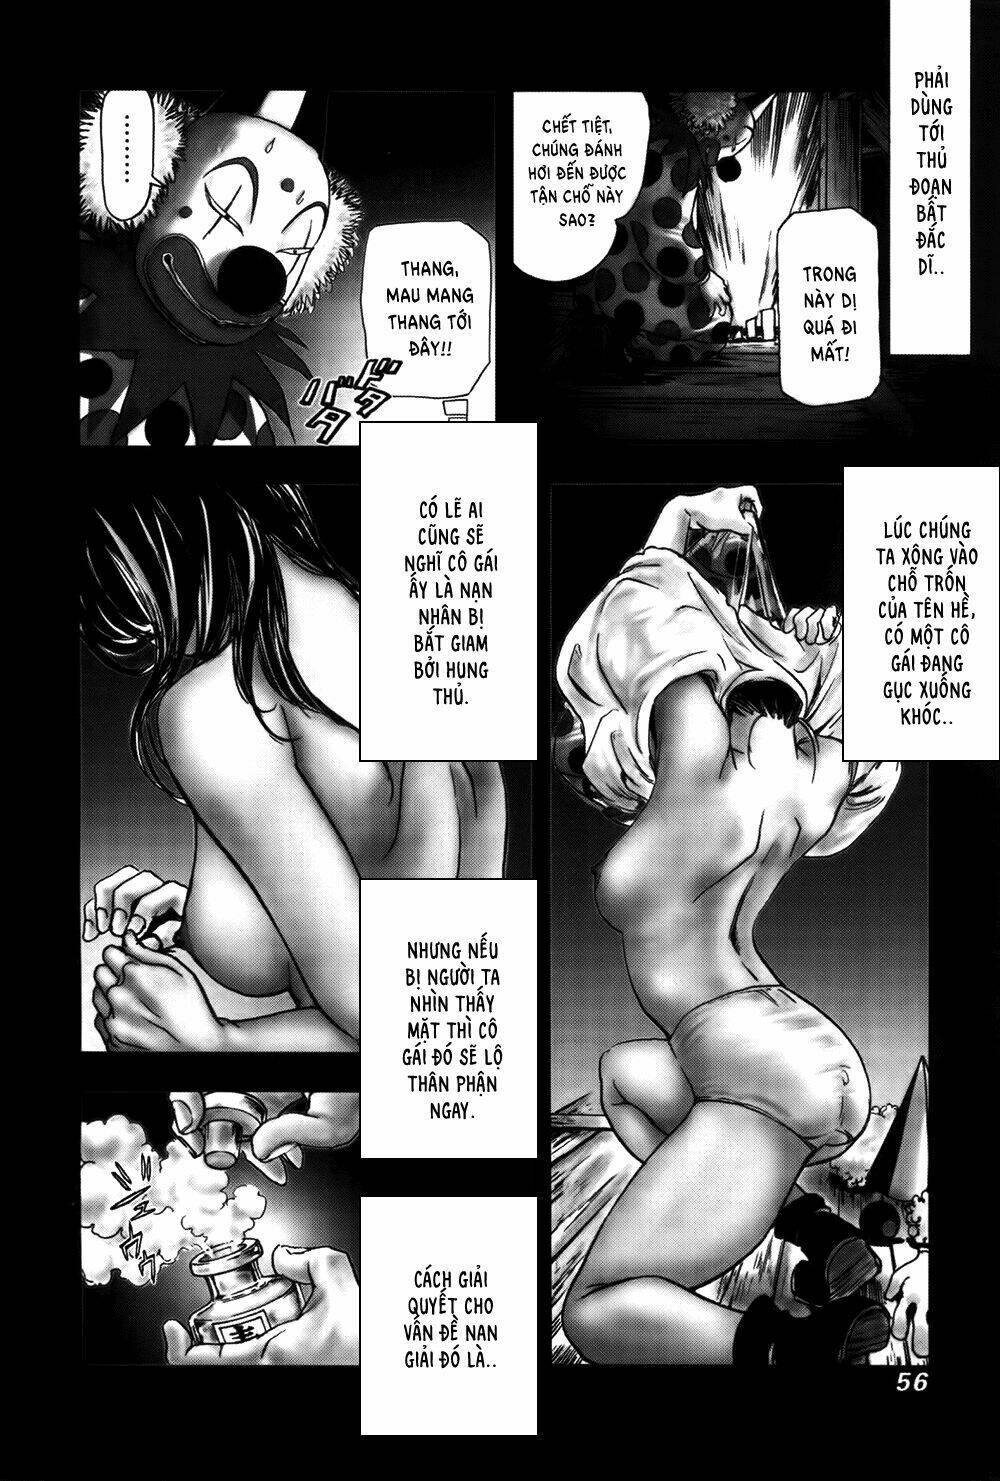 PHẢI
DÙNG
TỚI
THỦ
ĐOẠN
BẤT
ĐẮC
DĨ..
CHẾT TIỆT,
CHÚNG ĐÁNH
HƠI ĐẾN ĐƯỢC
TẬN CHỖ NÀY
SAO?
TRONG
NÀY DỊ
QUÁ ĐI
MẤT!
.........
THANG,
MAU MANG
THANG TỚI
ĐÂY!!
ドタ
バタ
LÚC CHÚNG
TA XÔNG VÀO
CHỖ TRỐN
CỦA TÊN HỀ,
CÓ MỘT CÔ
GÁI ĐANG
GỤC XUỐNG
KHÓC..
CÓ LẼ AI
CŨNG SẼ
NGHĨ CÔ GÁI
ẤY LÀ NẠN
NHÂN BỊ
BẮT GIAM
BỞI HUNG
THỦ.
NHƯNG NẾU
BỊ NGƯỜI TA
NHÌN THẤY
MẶT THÌ CÔ
GÁI ĐÓ SẼ LỘ
THÂN PHẬN
NGAY.
CÁCH GIẢI
QUYẾT CHO
VẤN ĐỀ NAN
GIẢI ĐÓ LÀ..
56